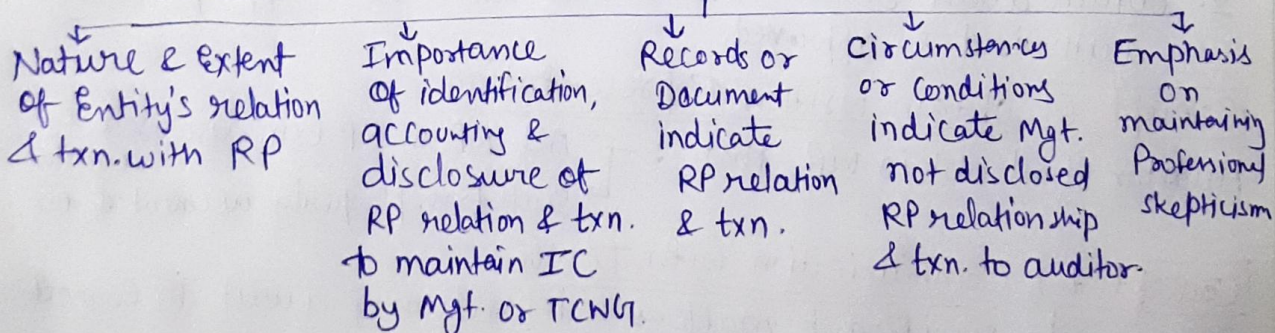 Nature & Extent
of Entity's relation
& txn. with RP
Importance
of identification,
accounting &
disclosure of
RP relation & txn.
to maintain IC
by Mgt. or TCWG.
Records or
Document
indicate
RP relation
& txn.
Circumstances
or Conditions
indicate Mgt.
not disclosed
RP relationship
& txn. to auditor.
Emphasis
on
maintaining
Professional
skepticism